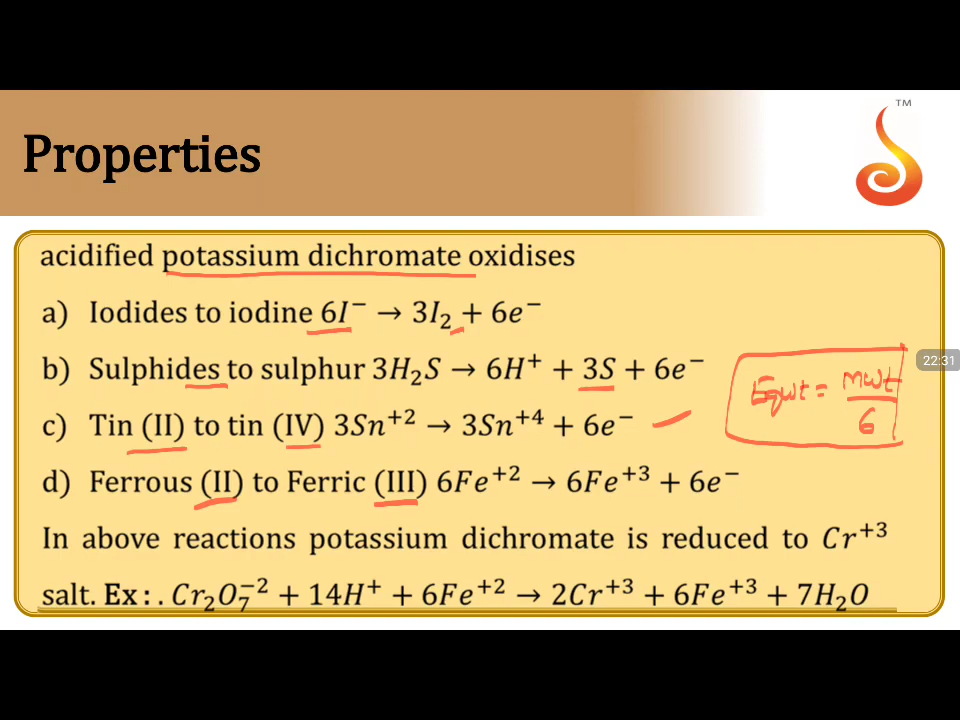 TM
Properties
acidified potassium dichromate oxidises
a) Iodides to iodine 6I⁻ → 3I₂ + 6e⁻
b) Sulphides to sulphur 3H₂S → 6H⁺ + 3S + 6e⁻
22:31
Eqwt = mwt/6
c) Tin (II) to tin (IV) 3Sn⁺² → 3Sn⁺⁴ + 6e⁻
d) Ferrous (II) to Ferric (III) 6Fe⁺² → 6Fe⁺³ + 6e⁻
In above reactions potassium dichromate is reduced to Cr⁺³
salt. Ex: . Cr₂O₇⁻² + 14H⁺ + 6Fe⁺² → 2Cr⁺³ + 6Fe⁺³ + 7H₂O